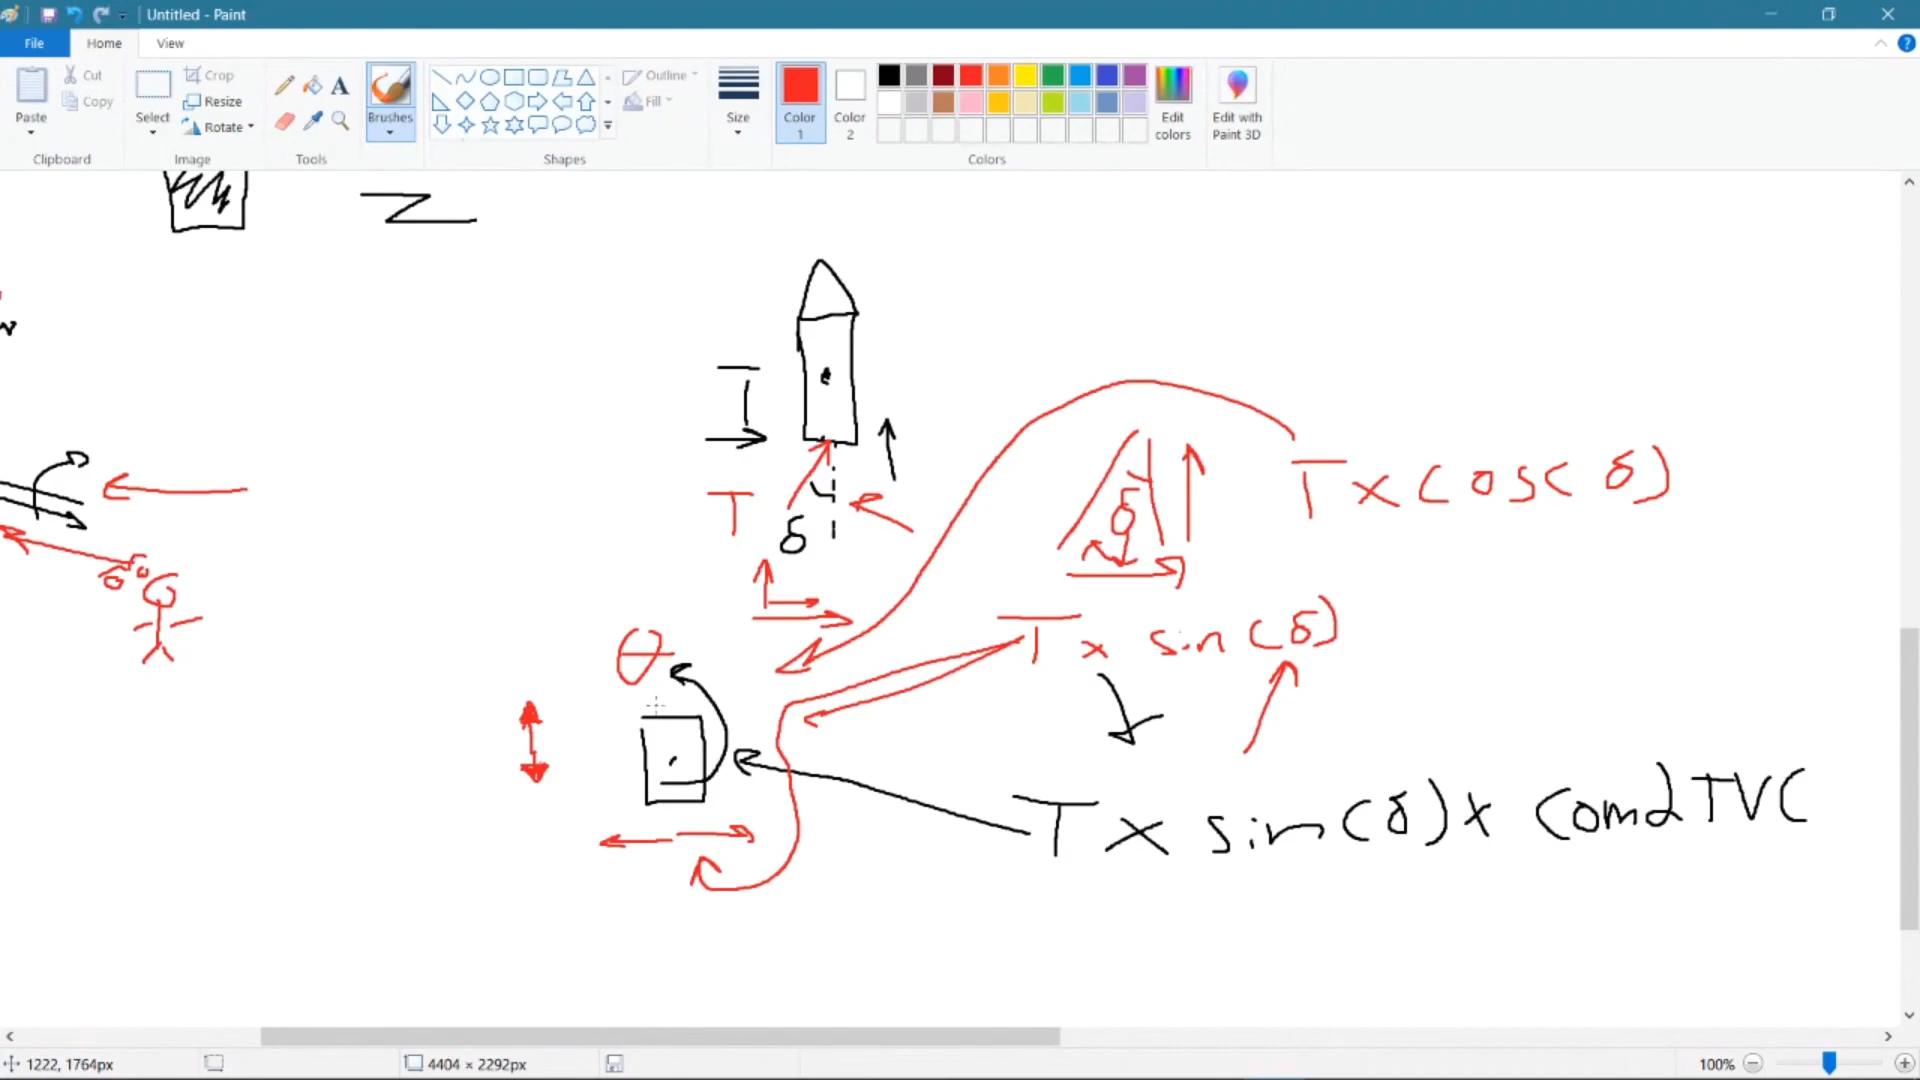 Untitled - Paint
File Home View
Cut
Copy
Paste
Clipboard
Select
Crop
Resize
Rotate
Image
Tools
Brushes
Outline
Fill
Shapes
Size
Color 1
Color 2
Edit colors
Edit with Paint 3D
Colors
T
T
δ
δ
T x cos(δ)
T x sin(δ)
θ
T x sin(δ) x Com2TVC
1222, 1764px
4404 × 2292px
100%